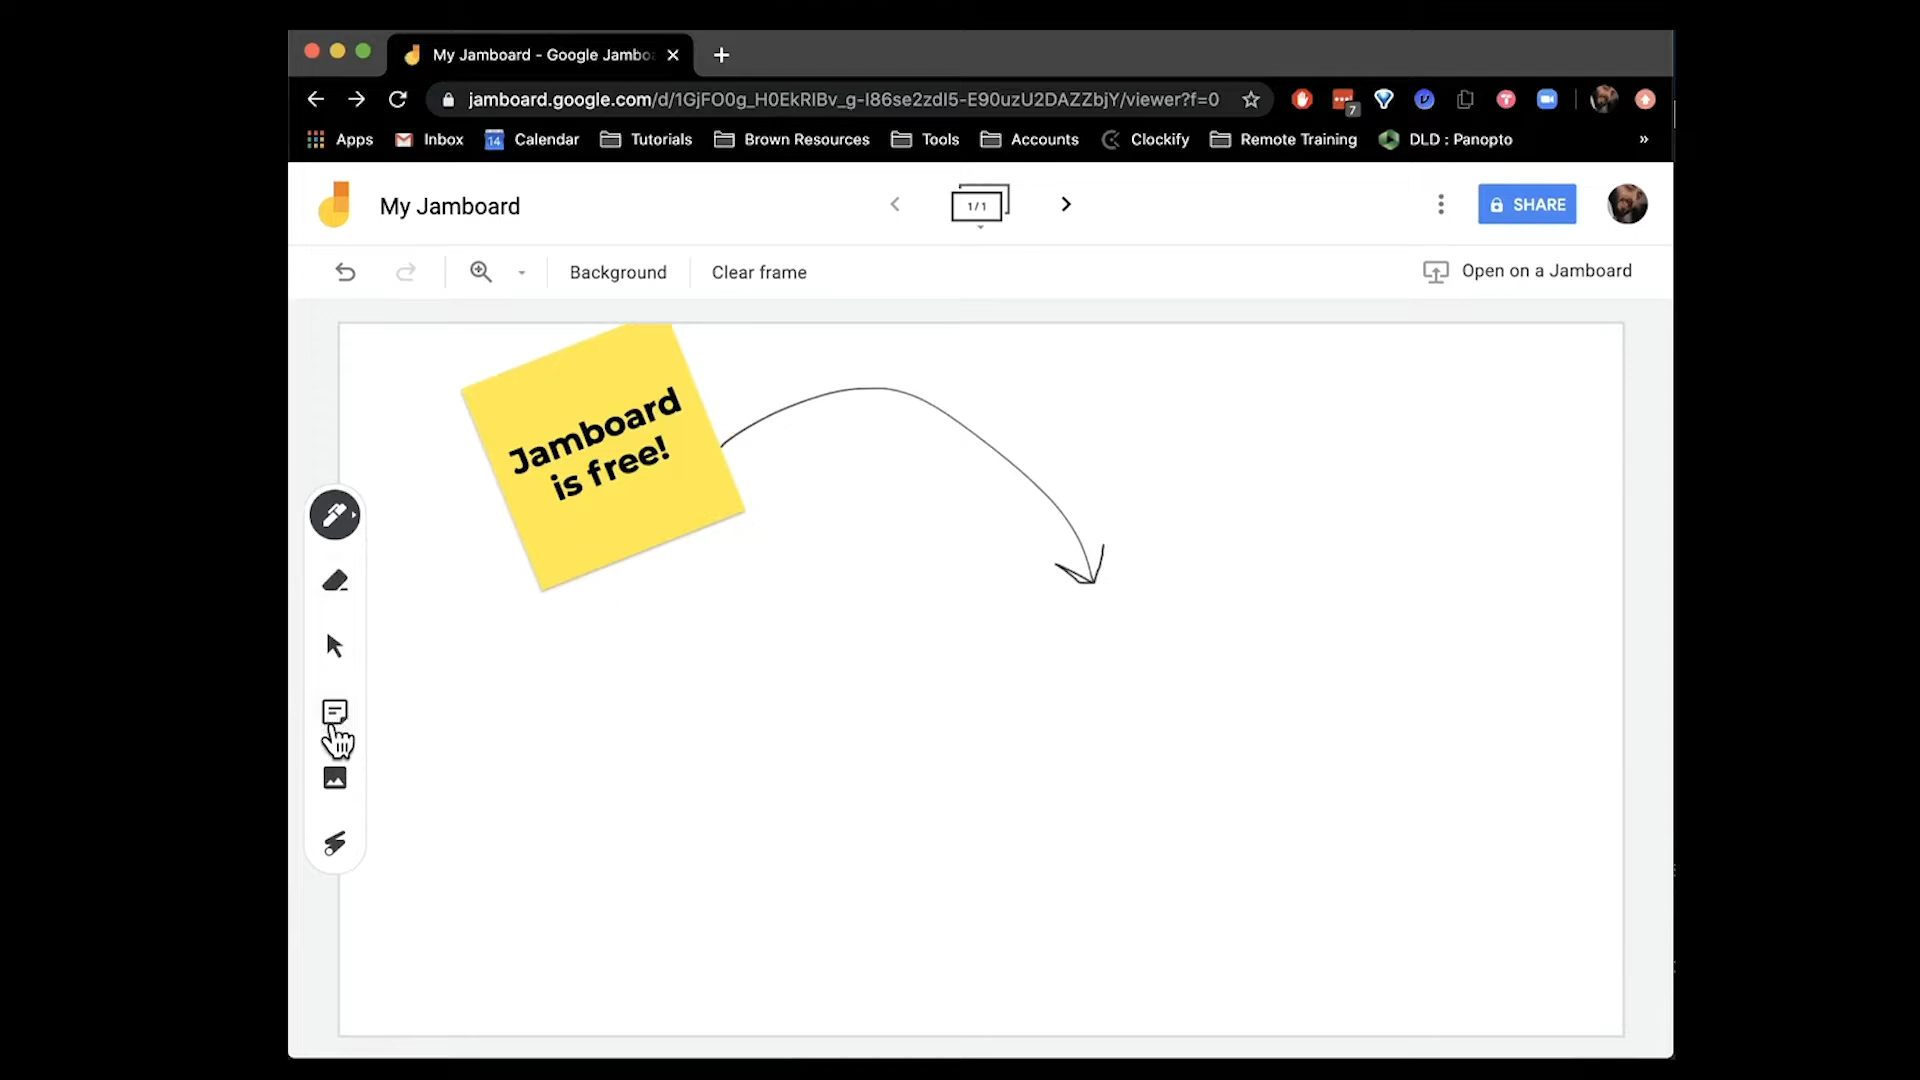 My Jamboard - Google Jambo
jamboard.google.com/d/1GjFO0g_H0EkRIBv_g-I86se2zdI5-E90uzU2DAZZbjY/viewer?f=0
7
Apps
Inbox
14
Calendar
Tutorials
Brown Resources
Tools
Accounts
Clockify
Remote Training
DLD : Panopto
»
My Jamboard
1/1
SHARE
Background
Clear frame
Open on a Jamboard
Jamboard
is free!